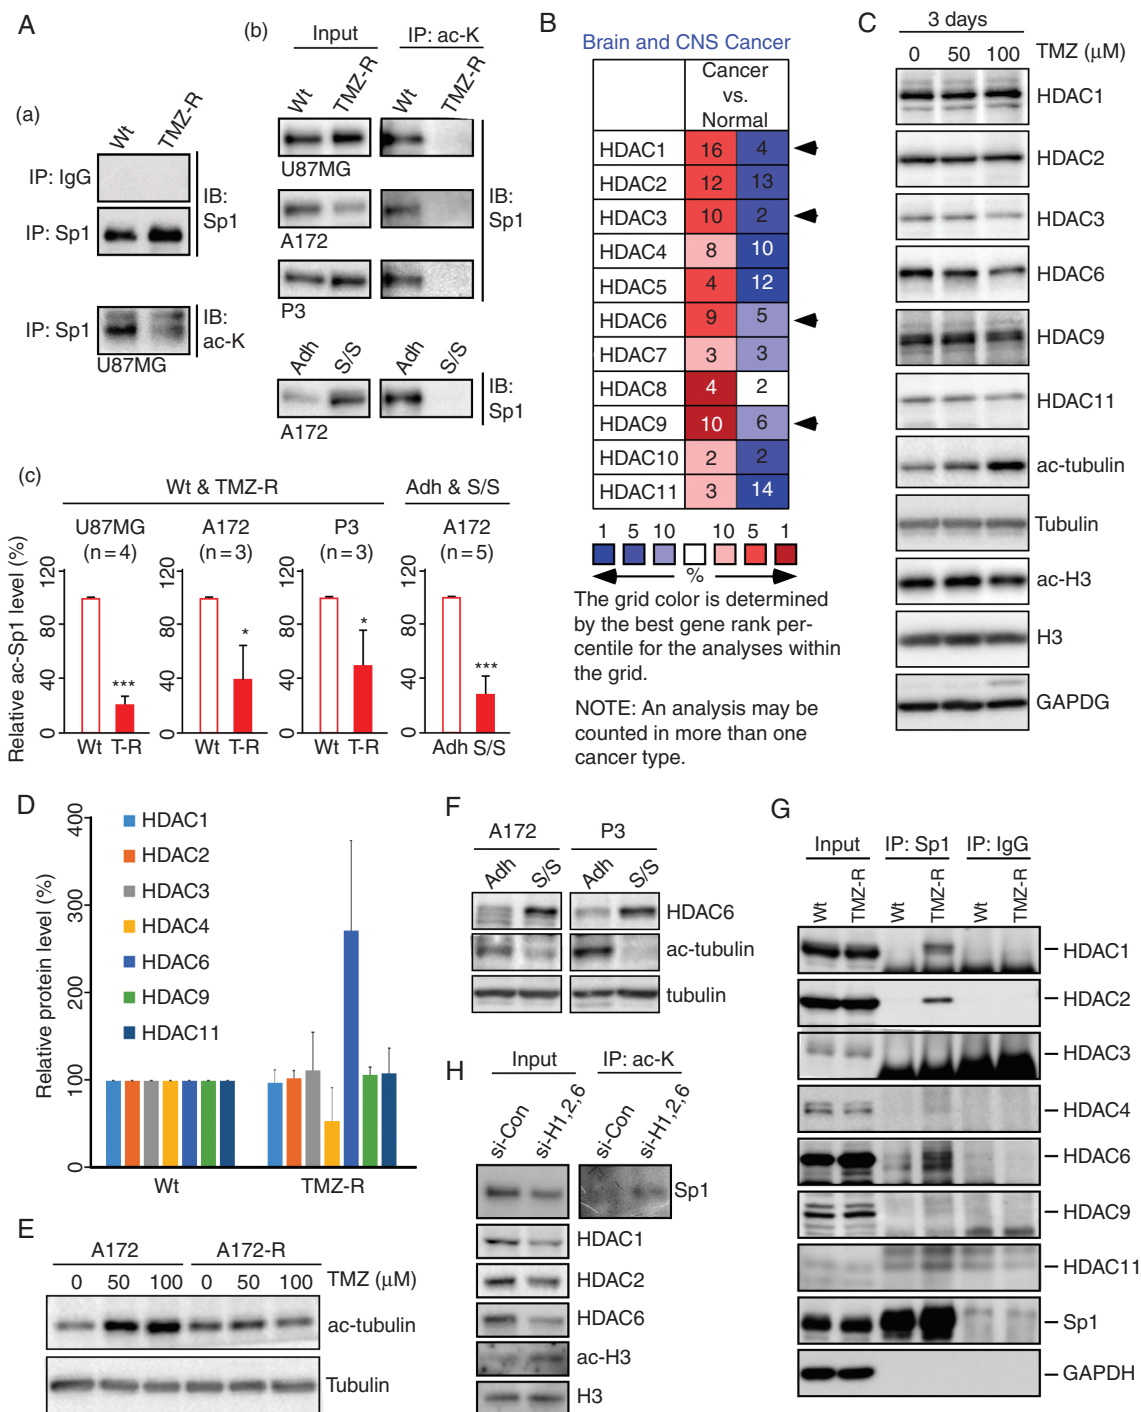 A
(a)
Wt
TMZ-R
IP: IgG
IP: Sp1
IB:
Sp1
IP: Sp1
IB:
ac-K
U87MG
(b)
Input
IP: ac-K
Wt
TMZ-R
Wt
TMZ-R
U87MG
A172
P3
IB:
Sp1
Adh
S/S
Adh
S/S
IB:
Sp1
A172
(c)
Wt & TMZ-R
Adh & S/S
U87MG
(n=4)
A172
(n=3)
P3
(n=3)
A172
(n=5)
Relative ac-Sp1 level (%)
120
80
40
0
***
Wt T-R
120
80
40
0
*
Wt T-R
120
80
40
0
*
Wt T-R
120
80
40
0
***
Adh S/S
B
Brain and CNS Cancer
Cancer
vs.
Normal
HDAC1 16 4
HDAC2 12 13
HDAC3 10 2
HDAC4 8 10
HDAC5 4 12
HDAC6 9 5
HDAC7 3 3
HDAC8 4 2
HDAC9 10 6
HDAC10 2 2
HDAC11 3 14
1 5 10 10 5 1
%
The grid color is determined
by the best gene rank per-
centile for the analyses within
the grid.
NOTE: An analysis may be
counted in more than one
cancer type.
C
3 days
0 50 100 TMZ (μM)
HDAC1
HDAC2
HDAC3
HDAC6
HDAC9
HDAC11
ac-tubulin
Tubulin
ac-H3
H3
GAPDG
D
Relative protein level (%)
400
300
200
100
0
HDAC1
HDAC2
HDAC3
HDAC4
HDAC6
HDAC9
HDAC11
Wt
TMZ-R
E
A172
A172-R
0 50 100 0 50 100 TMZ (μM)
ac-tubulin
Tubulin
F
A172
P3
Adh
S/S
Adh
S/S
HDAC6
ac-tubulin
tubulin
G
Input
IP: Sp1
IP: IgG
Wt
TMZ-R
Wt
TMZ-R
Wt
TMZ-R
HDAC1
HDAC2
HDAC3
HDAC4
HDAC6
HDAC9
HDAC11
Sp1
GAPDH
H
Input
IP: ac-K
si-Con
si-H1,2,6
si-Con
si-H1,2,6
Sp1
HDAC1
HDAC2
HDAC6
ac-H3
H3